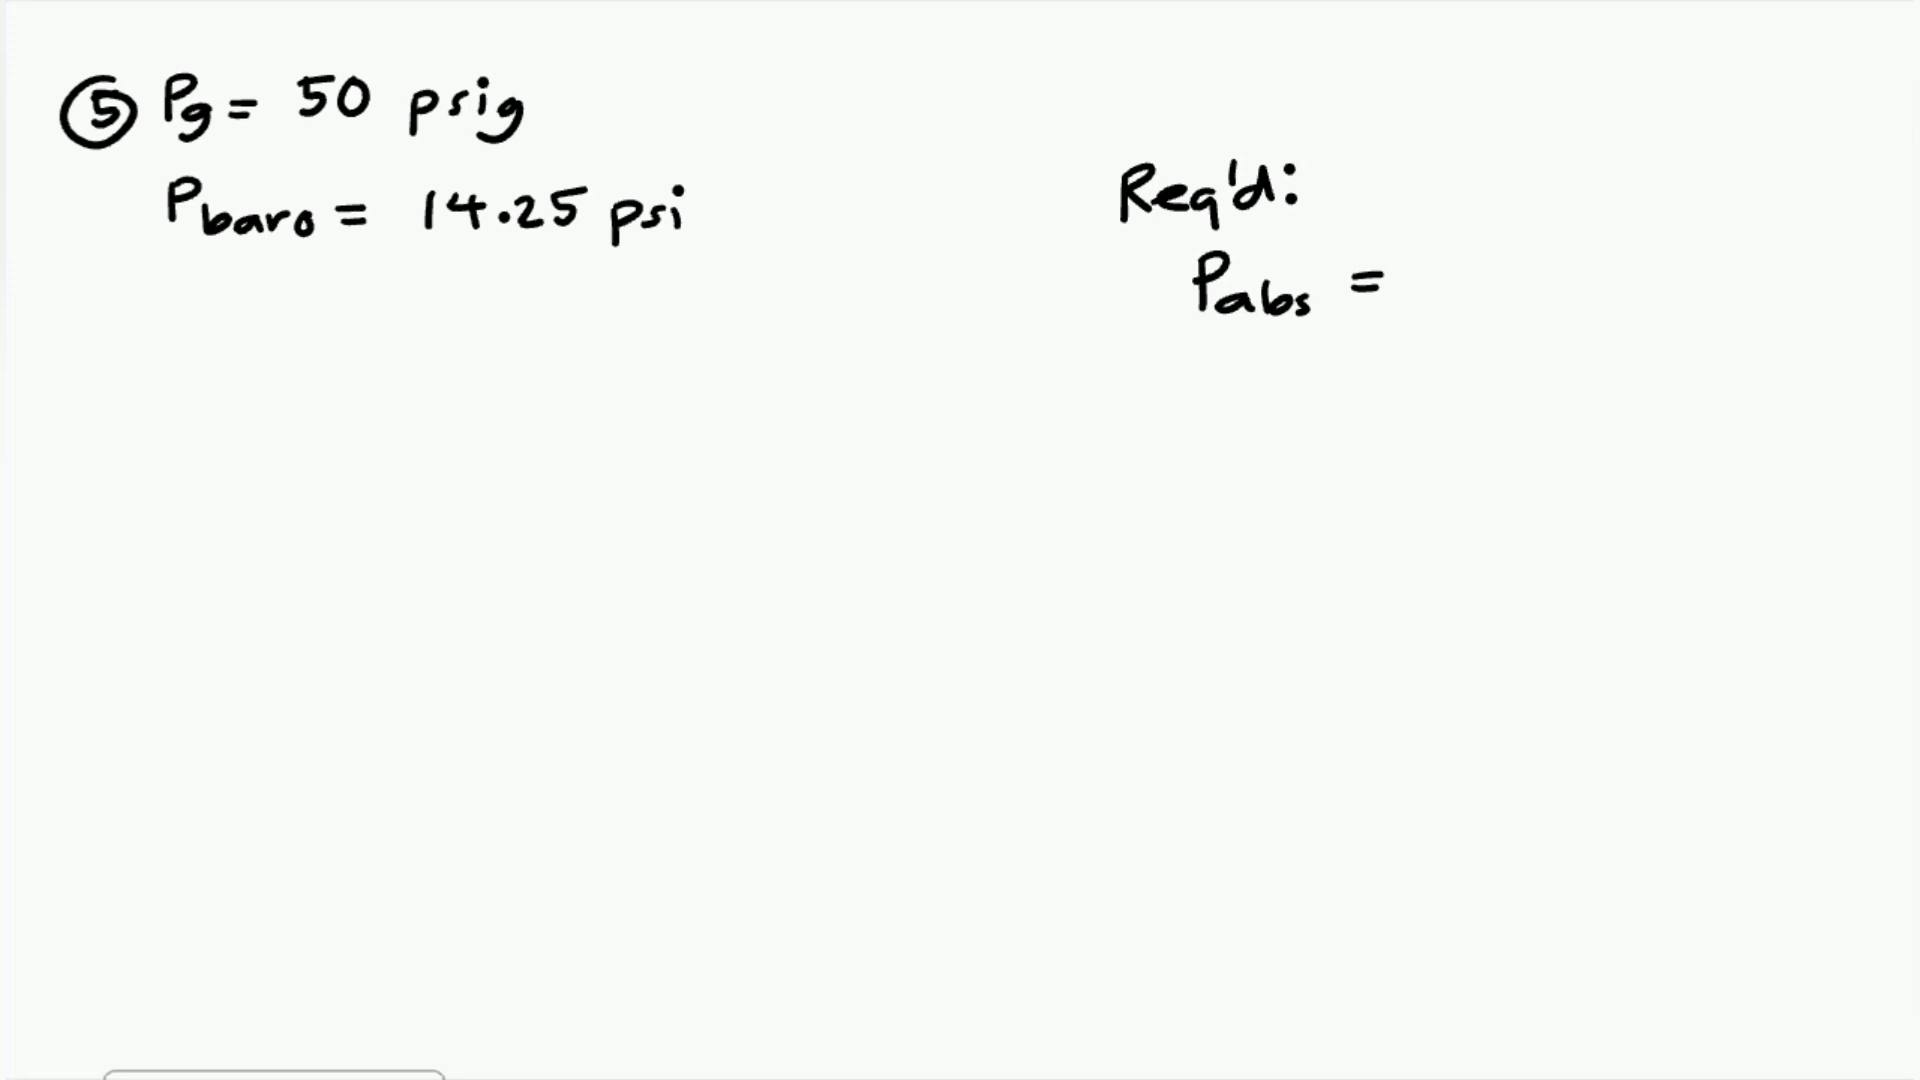 ⑤ Pg = 50 psig
Pbaro = 14.25 psi
Req'd:
Pabs =